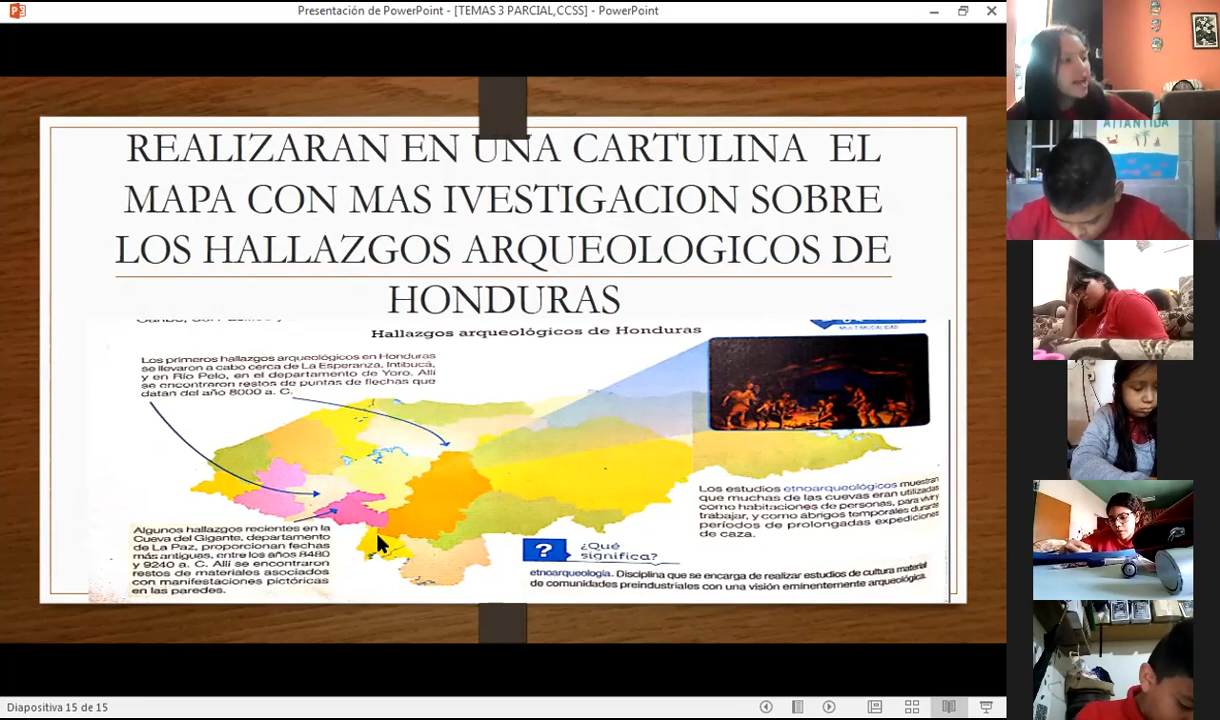 Presentación de PowerPoint - [TEMAS 3 PARCIAL,CCSS] - PowerPoint
ATLANTIDA
REALIZARAN EN UNA CARTULINA EL
MAPA CON MAS IVESTIGACION SOBRE
LOS HALLAZGOS ARQUEOLOGICOS DE
HONDURAS
Hallazgos arqueológicos de Honduras
MULTIMODALIDAD
Los primeros hallazgos arqueológicos en Honduras
se llevaron a cabo cerca de La Esperanza, Intibucá,
y en Río Pelo, en el departamento de Yoro. Allí
se encontraron restos de puntas de flechas que
datan del año 8000 a. C.
Los estudios etnoarqueológicos muestran
que muchas de las cuevas eran utilizadas
como habitaciones de personas, para vivir y
trabajar, y como abrigos temporales durante
períodos de prolongadas expediciones
de caza.
Algunos hallazgos recientes en la
Cueva del Gigante, departamento
de La Paz, proporcionan fechas
más antiguas, entre los años 8480
y 9240 a. C. Allí se encontraron
restos de materiales asociados
con manifestaciones pictóricas
en las paredes.
?
¿Qué
significa?
etnoarqueología. Disciplina que se encarga de realizar estudios de cultura material
de comunidades preindustriales con una visión eminentemente arqueológica.
Diapositiva 15 de 15